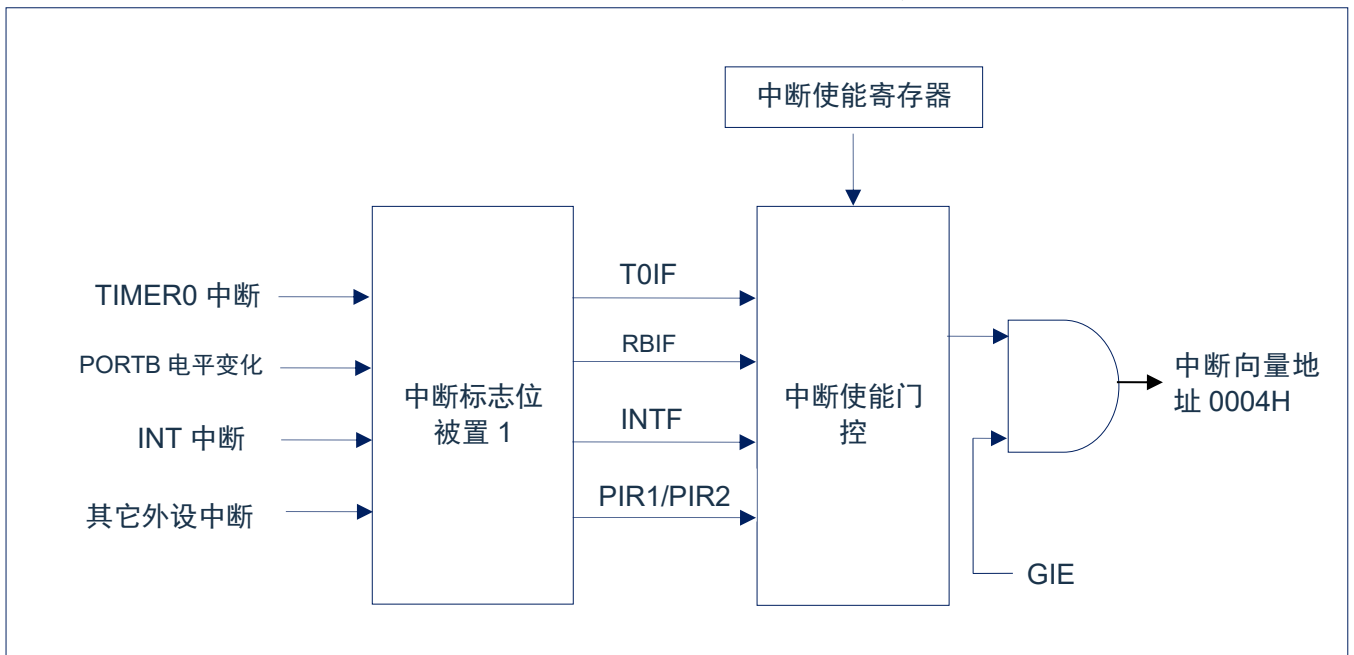 中断使能寄存器
TIMER0 中断
PORTB 电平变化
INT 中断
其它外设中断
中断标志位
被置 1
T0IF
RBIF
INTF
PIR1/PIR2
中断使能门
控
中断向量地
址 0004H
GIE